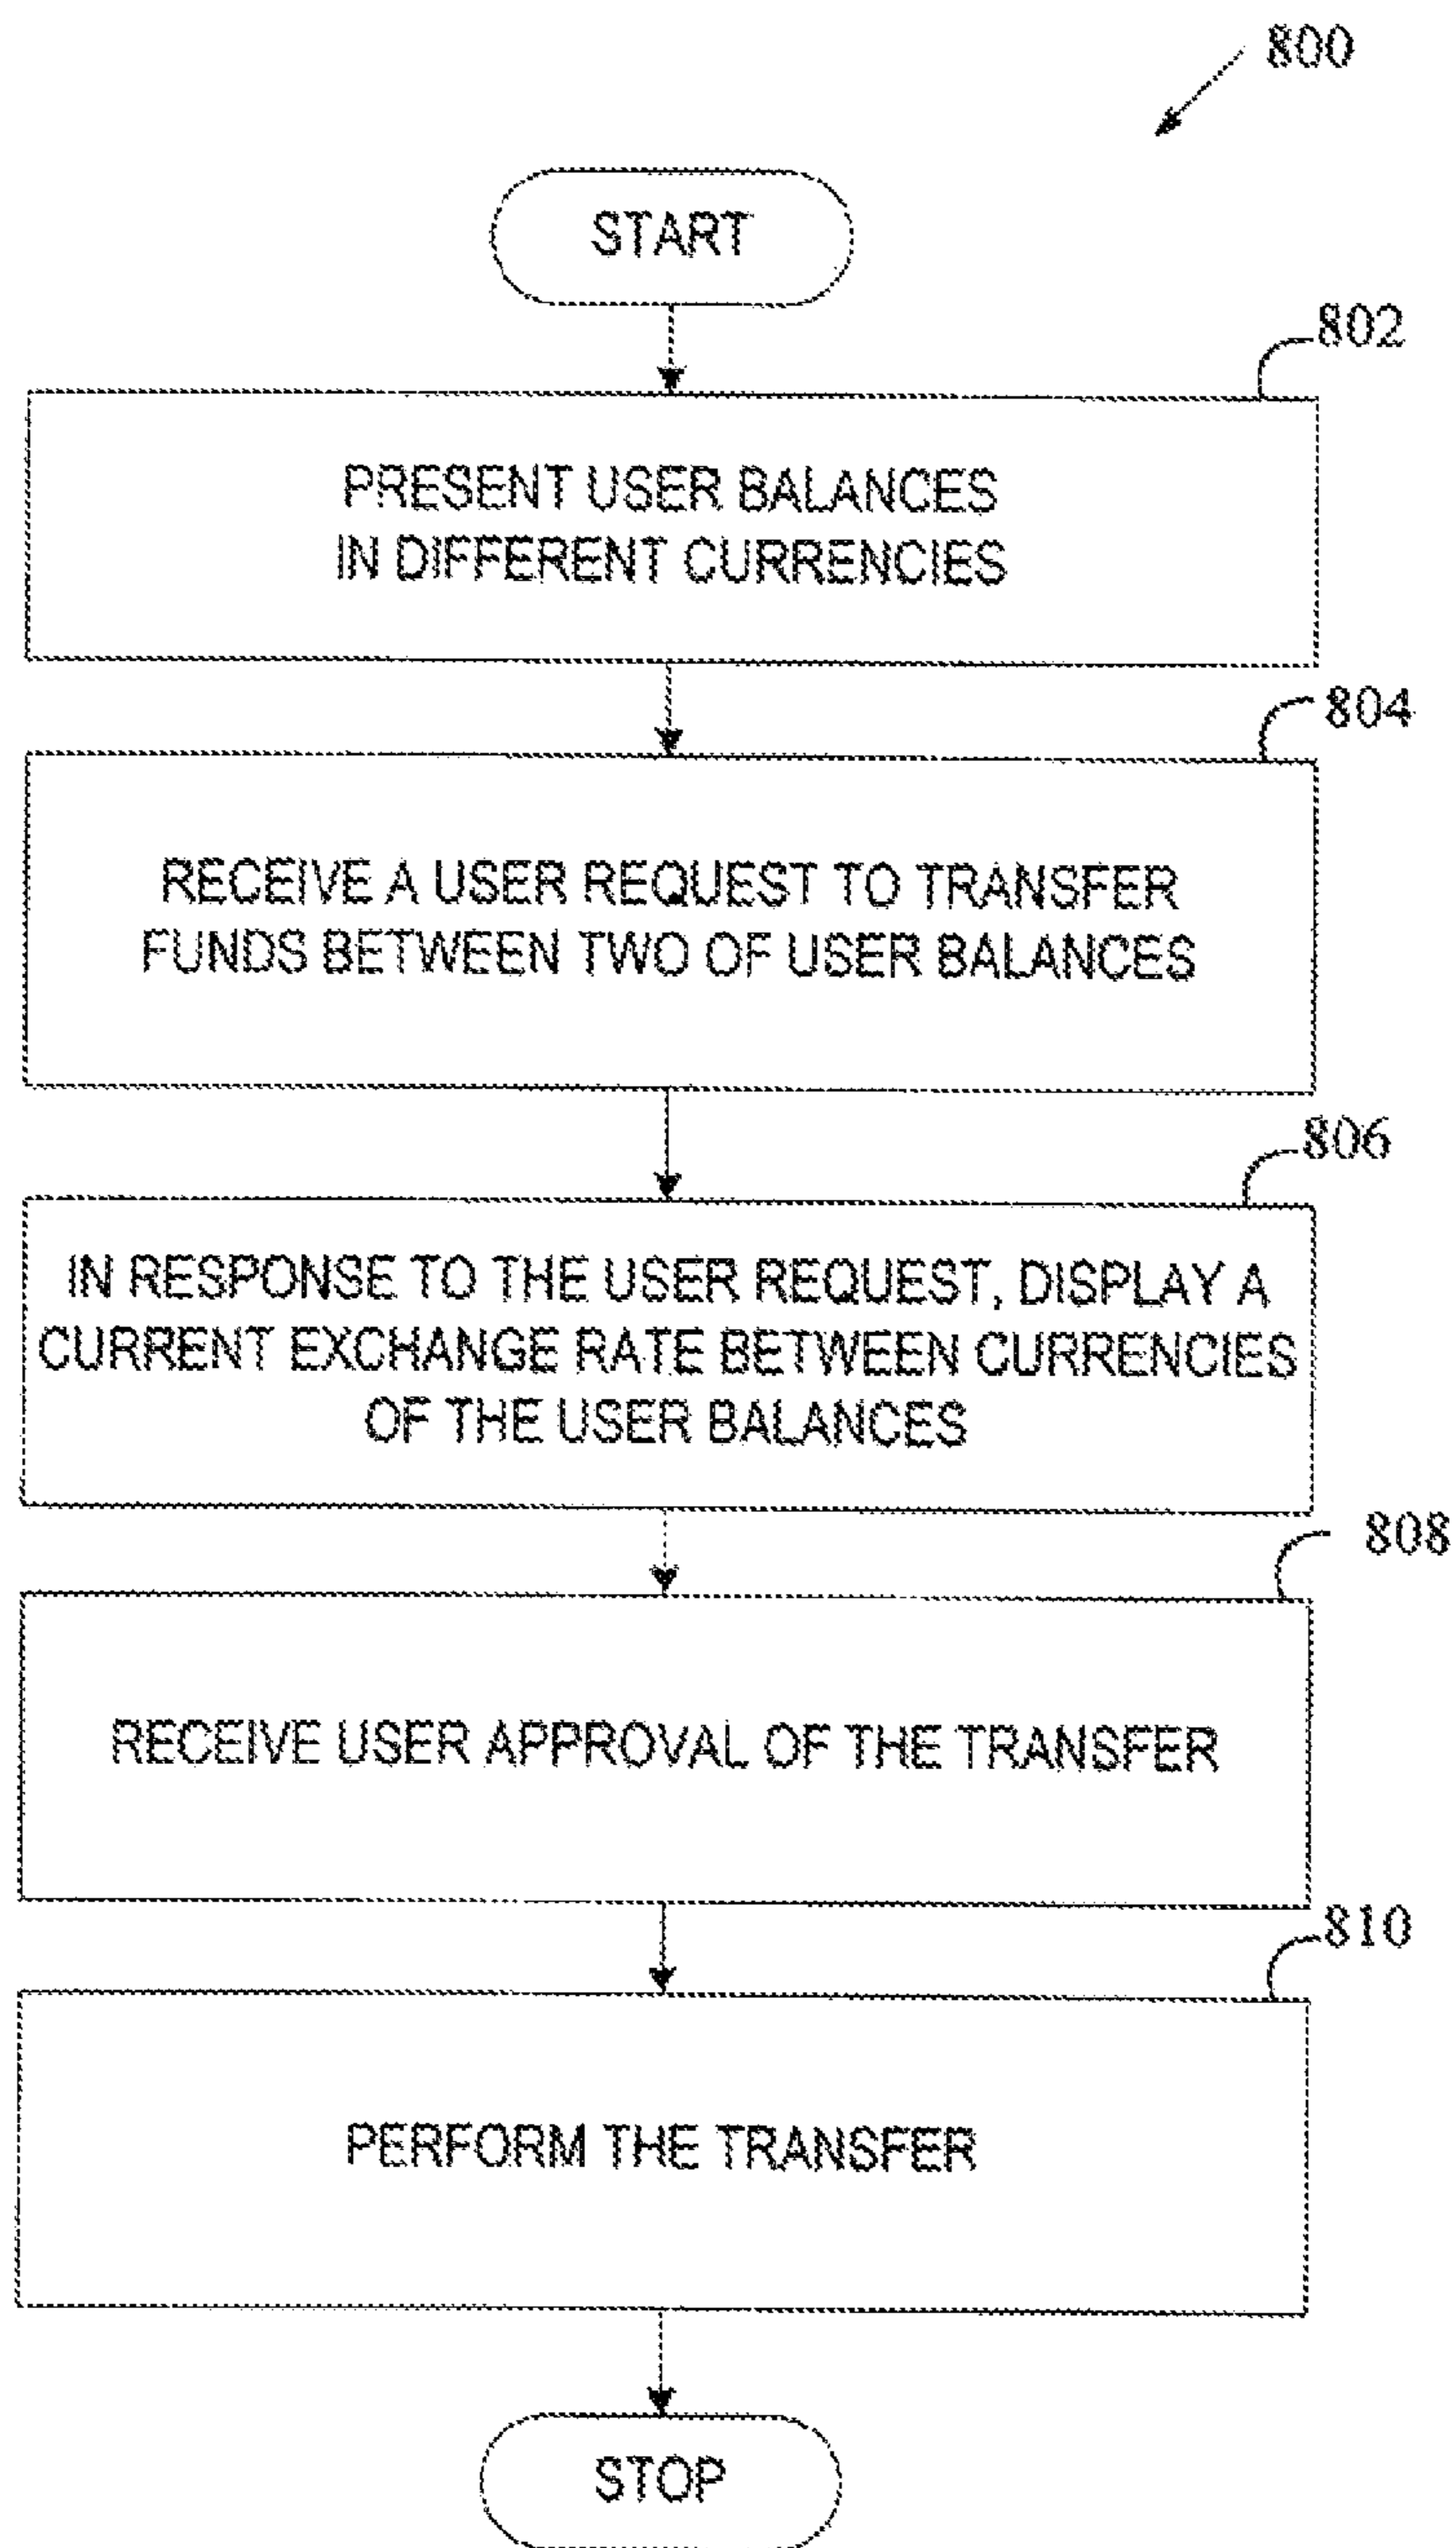 800
START
802
PRESENT USER BALANCES
IN DIFFERENT CURRENCIES
804
RECEIVE A USER REQUEST TO TRANSFER
FUNDS BETWEEN TWO OF USER BALANCES
806
IN RESPONSE TO THE USER REQUEST, DISPLAY A
CURRENT EXCHANGE RATE BETWEEN CURRENCIES
OF THE USER BALANCES
808
RECEIVE USER APPROVAL OF THE TRANSFER
810
PERFORM THE TRANSFER
STOP